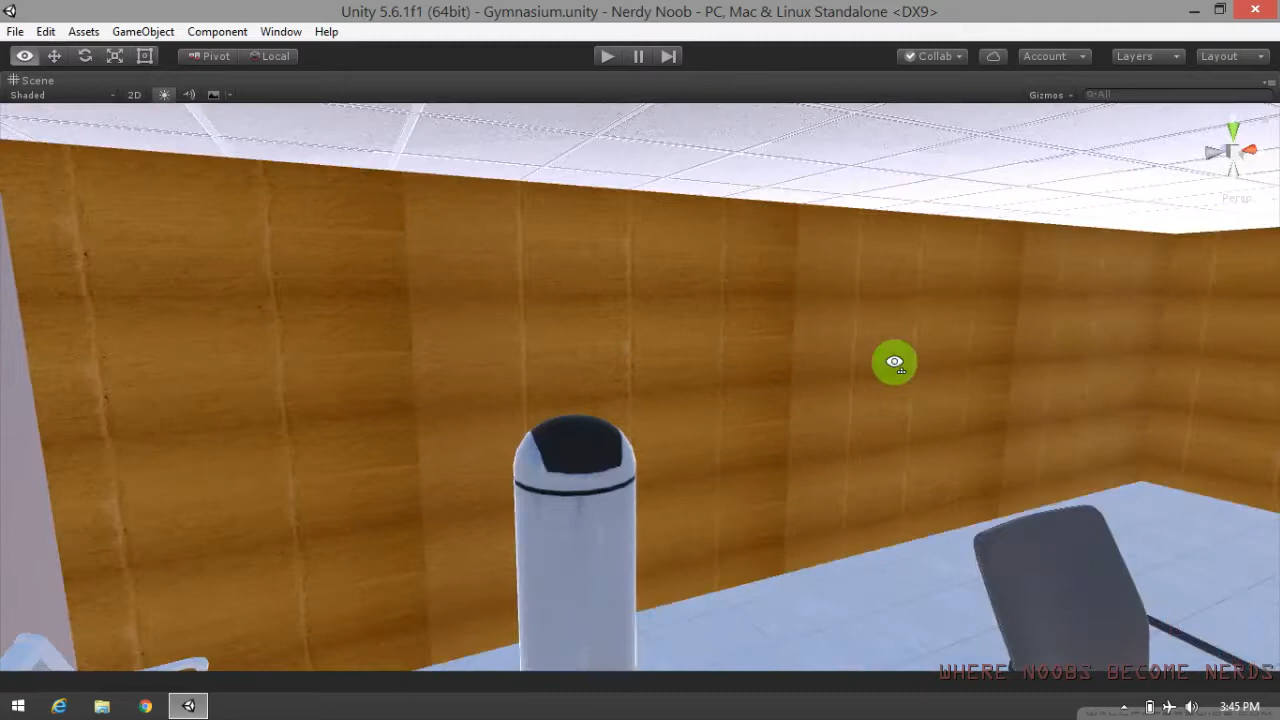 Unity 5.6.1f1 (64bit) - Gymnasium.unity - Nerdy Noob - PC, Mac & Linux Standalone <DX9>
File Edit Assets GameObject Component Window Help
Pivot Local Collab Account Layers Layout
Scene
Shaded 2D Gizmos All
Persp
WHERE NOOBS BECOME NERDS
3:45 PM